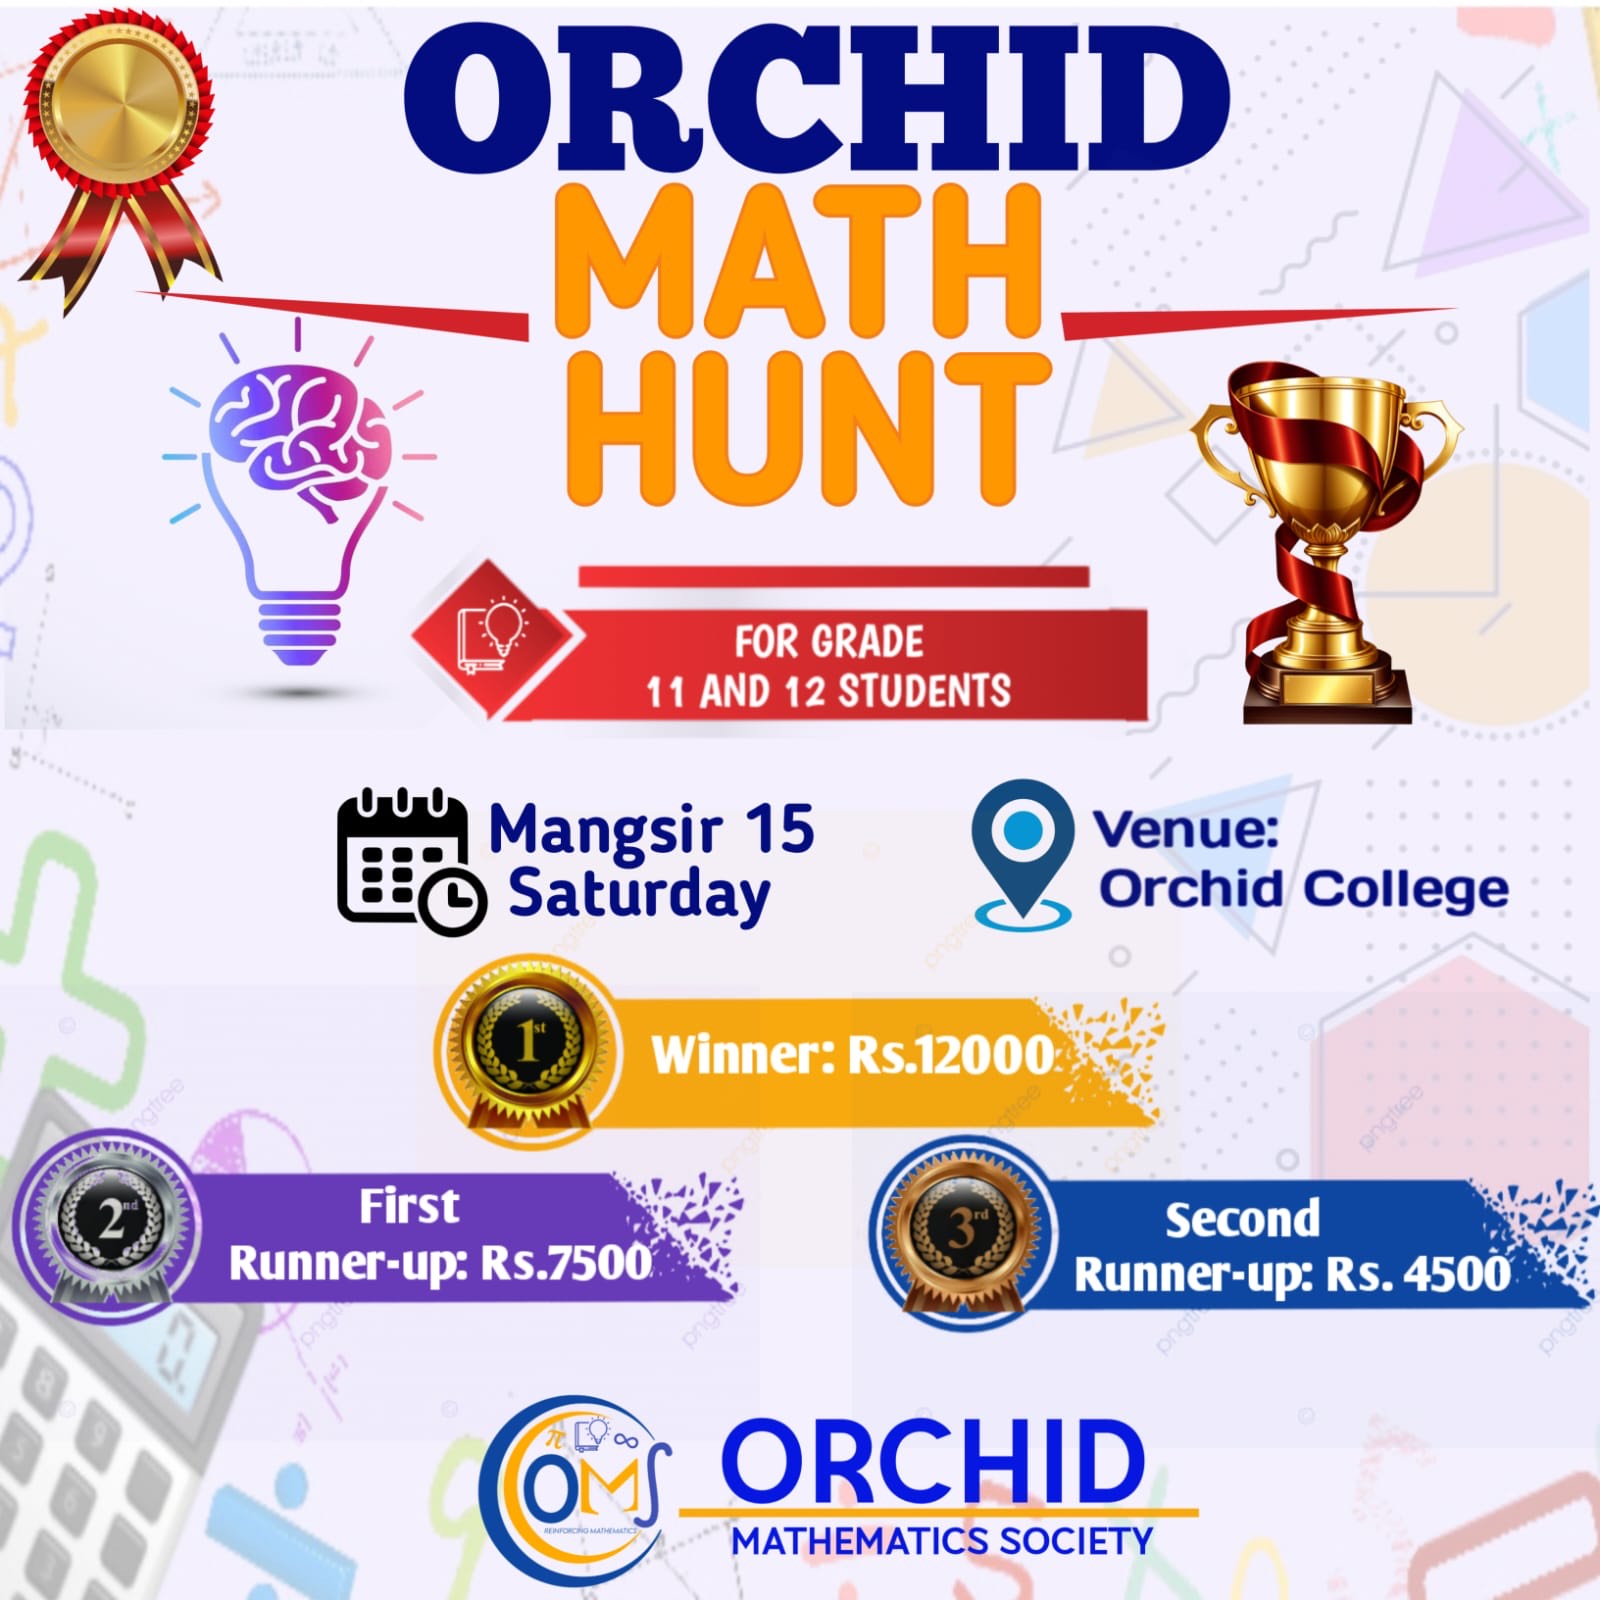 ORCHID
MATH
HUNT
FOR GRADE
11 AND 12 STUDENTS
Mangsir 15
Saturday
Venue:
Orchid College
1st
Winner: Rs.12000
2nd
First
Runner-up: Rs.7500
3rd
Second
Runner-up: Rs. 4500
π ∞
OMS
REINFORCING MATHEMATICS
ORCHID
MATHEMATICS SOCIETY
pngtree